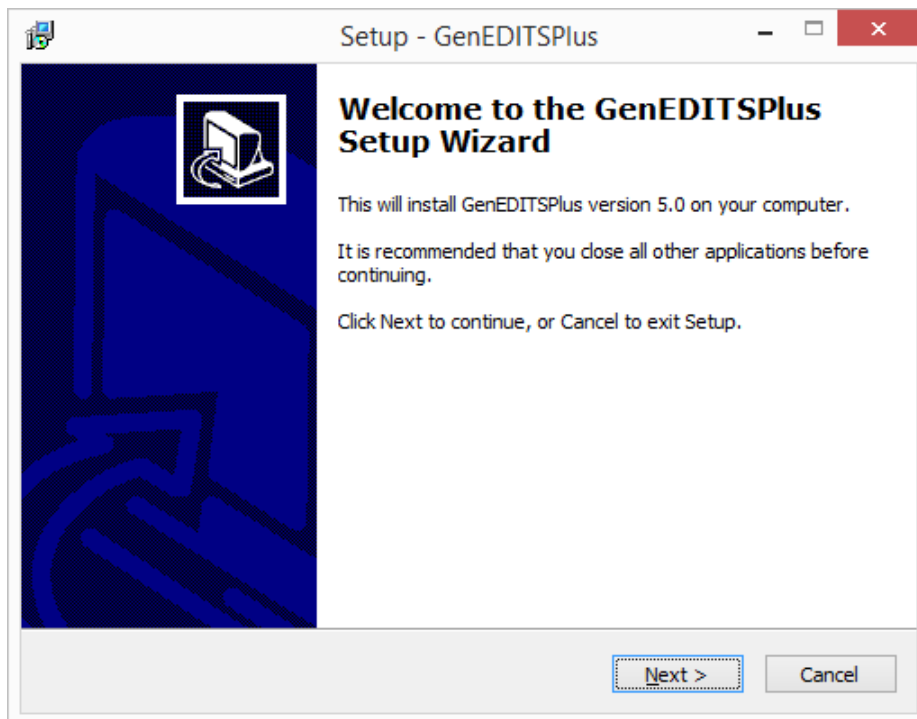 Setup - GenEDITSPlus
Welcome to the GenEDITSPlus
Setup Wizard
This will install GenEDITSPlus version 5.0 on your computer.
It is recommended that you close all other applications before
continuing.
Click Next to continue, or Cancel to exit Setup.
Next >
Cancel